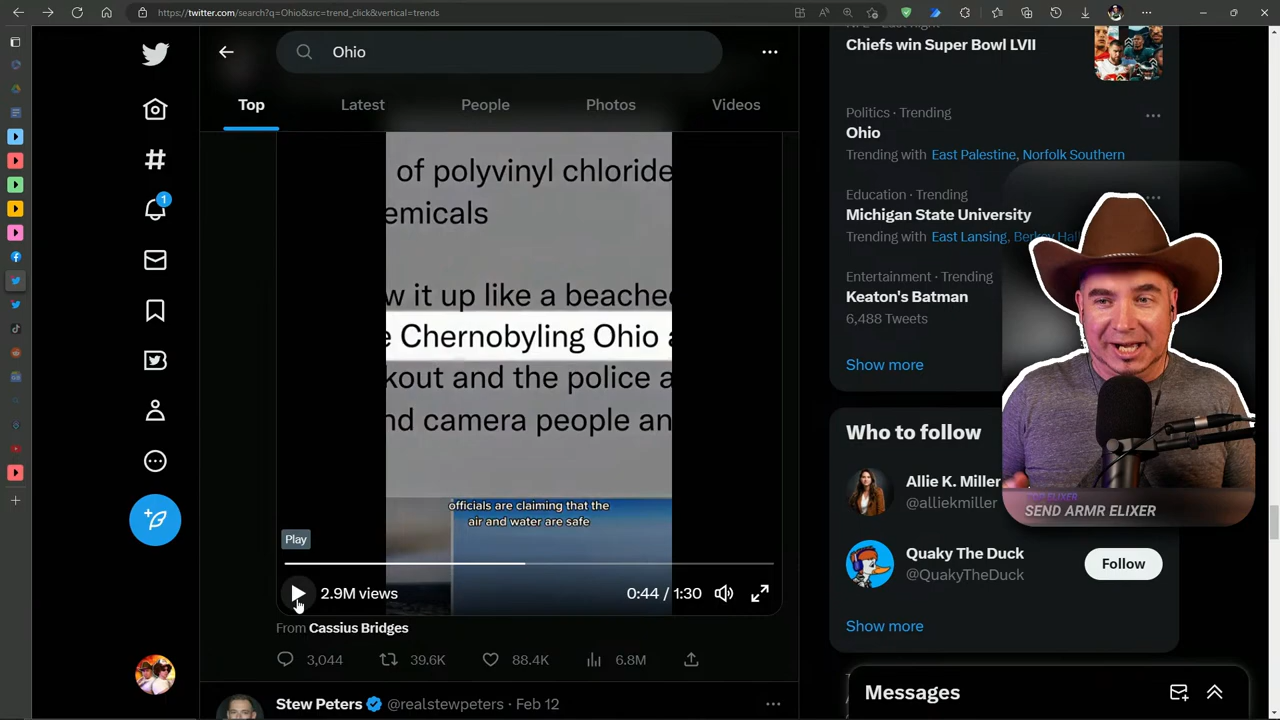 https://twitter.com/search?q=Ohio&src=trend_click&vertical=trends
Ohio
Top
Latest
People
Photos
Videos
of polyvinyl chloride
emicals
w it up like a beached
e Chernobyling Ohio a
kout and the police a
nd camera people an
officials are claiming that the
air and water are safe
Play
2.9M views
0:44 / 1:30
From Cassius Bridges
3,044
39.6K
88.4K
6.8M
Stew Peters @realstewpeters · Feb 12
1
Chiefs win Super Bowl LVII
Politics · Trending
Ohio
Trending with East Palestine, Norfolk Southern
Education · Trending
Michigan State University
Trending with East Lansing, Berkey Hal
Entertainment · Trending
Keaton's Batman
6,488 Tweets
Show more
Who to follow
Allie K. Miller
@alliekmiller
Quaky The Duck
@QuakyTheDuck
Follow
Show more
SEND ARMR ELIXER
Messages